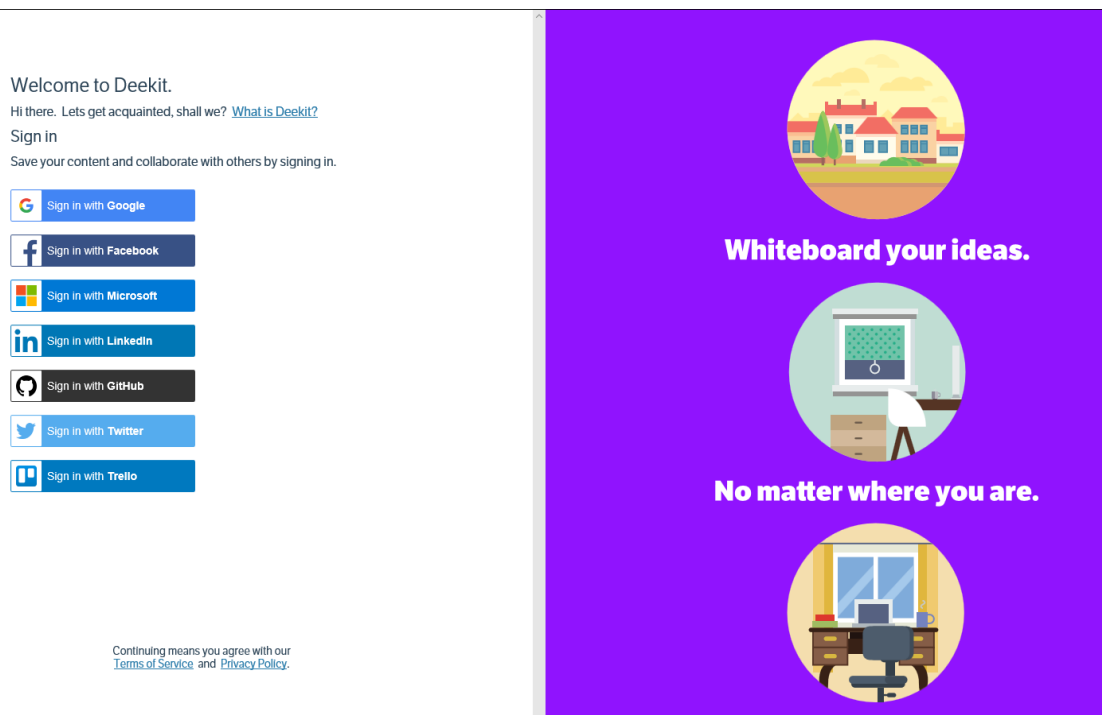 Welcome to Deekit.
Hi there. Lets get acquainted, shall we? What is Deekit?
Sign in
Save your content and collaborate with others by signing in.
Sign in with Google
Sign in with Facebook
Sign in with Microsoft
Sign in with LinkedIn
Sign in with GitHub
Sign in with Twitter
Sign in with Trello
Continuing means you agree with our
Terms of Service and Privacy Policy.
Whiteboard your ideas.
No matter where you are.